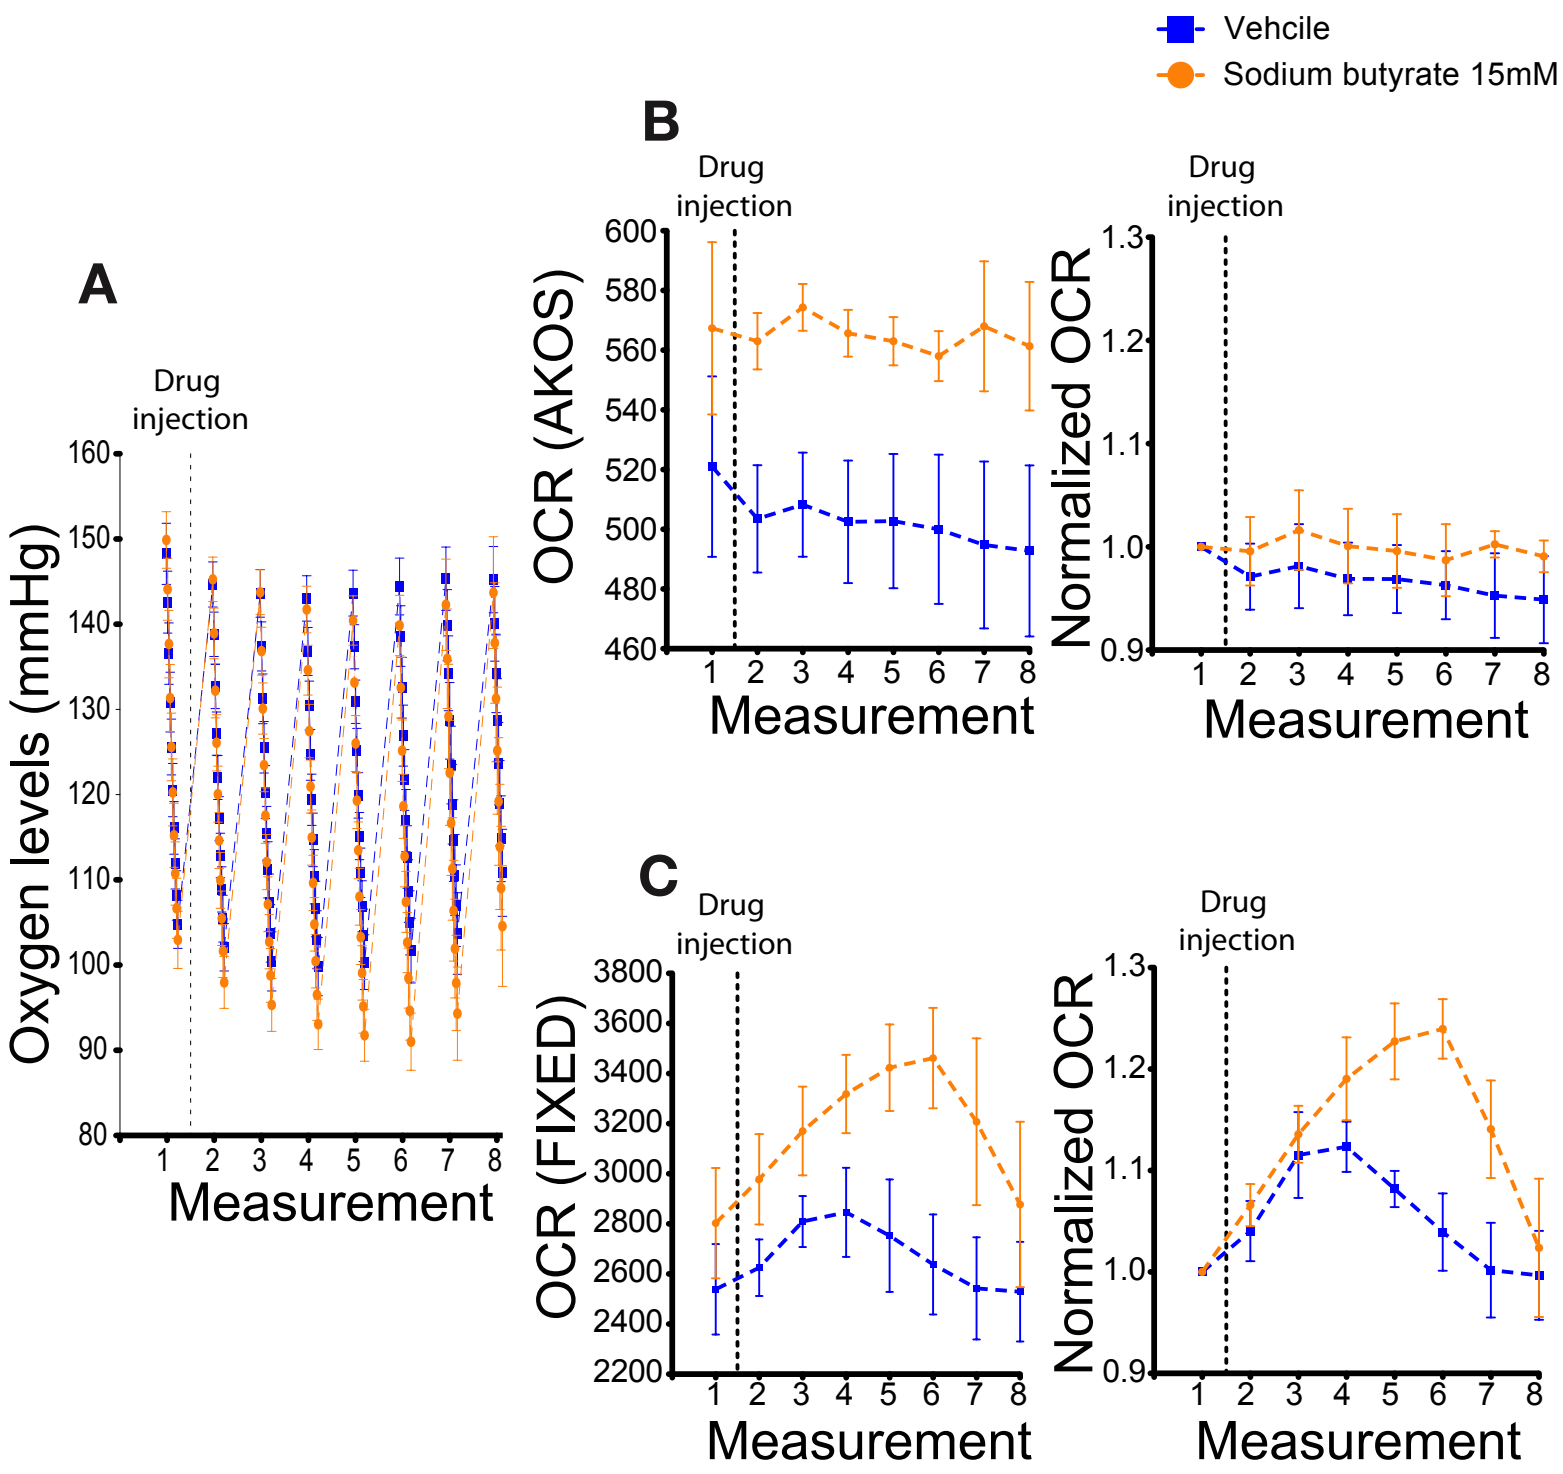 Vehcile
Sodium butyrate 15mM
A
Drug
injection
Oxygen levels (mmHg)
160
150
140
130
120
110
100
90
80
1 2 3 4 5 6 7 8
Measurement
B
Drug
injection
OCR (AKOS)
600
580
560
540
520
500
480
460
1 2 3 4 5 6 7 8
Measurement
Drug
injection
Normalized OCR
1.3
1.2
1.1
1.0
0.9
1 2 3 4 5 6 7 8
Measurement
C
Drug
injection
OCR (FIXED)
3800
3600
3400
3200
3000
2800
2600
2400
2200
1 2 3 4 5 6 7 8
Measurement
Drug
injection
Normalized OCR
1.3
1.2
1.1
1.0
0.9
1 2 3 4 5 6 7 8
Measurement